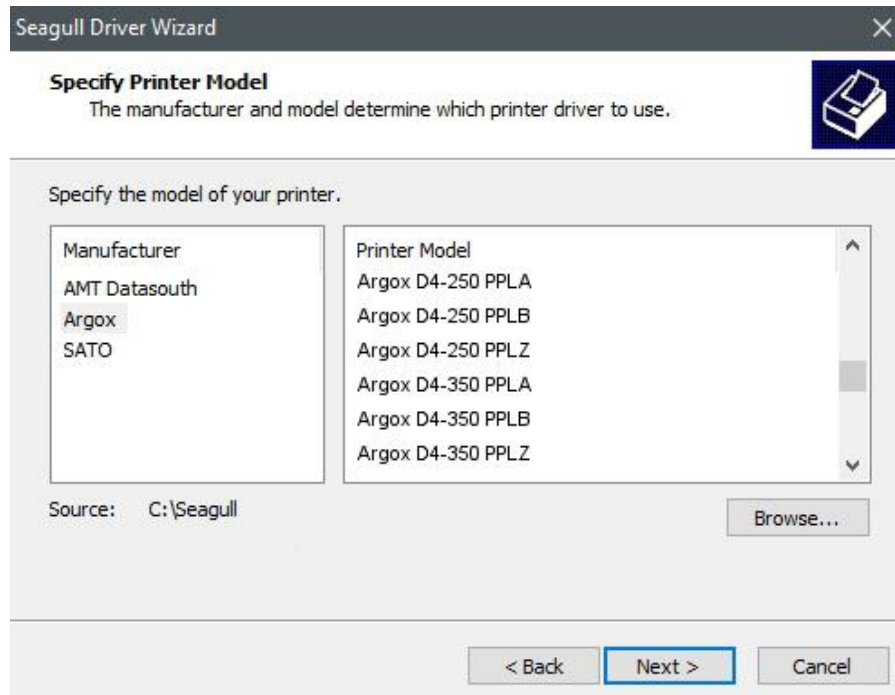 Seagull Driver Wizard
Specify Printer Model
The manufacturer and model determine which printer driver to use.
Specify the model of your printer.
Manufacturer
AMT Datasouth
Argox
SATO
Printer Model
Argox D4-250 PPLA
Argox D4-250 PPLB
Argox D4-250 PPLZ
Argox D4-350 PPLA
Argox D4-350 PPLB
Argox D4-350 PPLZ
Source: C:\Seagull
Browse...
< Back
Next >
Cancel